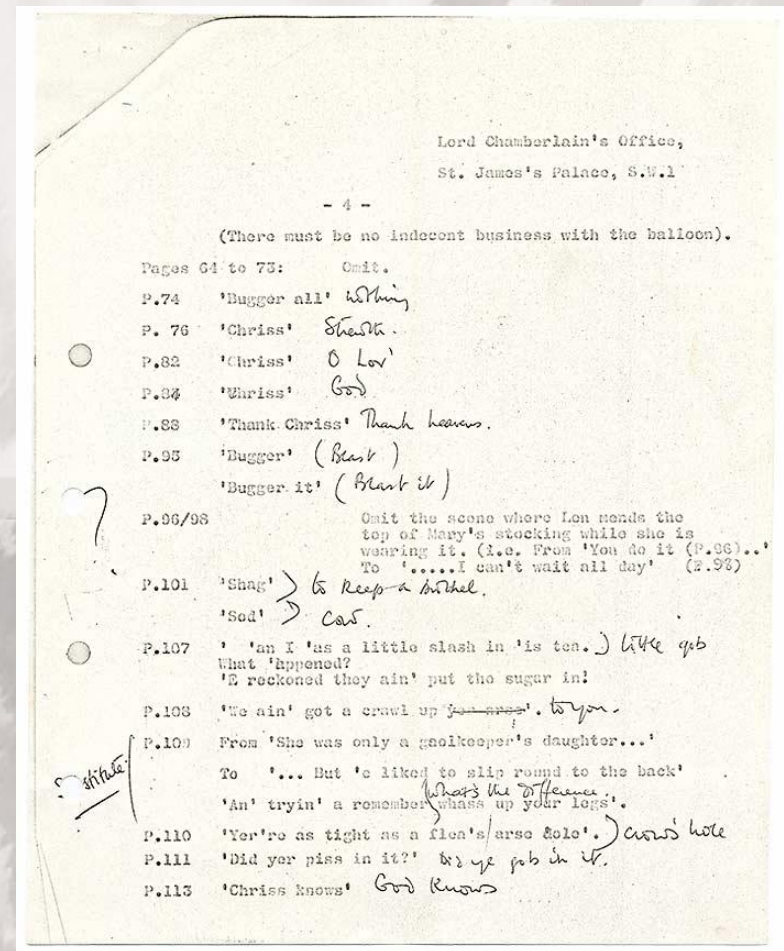 Lord Chamberlain's Office,
St. James's Palace, S.W.1
- 4 -
(There must be no indecent business with the balloon).
Pages 64 to 73: Omit.
P.74 'Bugger all' nothing
P. 76 'Chriss' Strewth.
P.82 'Chriss' O Lor'
P.84 'Whriss' God
P.88 'Thank Chriss' Thank heavens.
P.95 'Bugger' (Beast)
'Bugger it' (Blast it)
P.96/98 Omit the scene where Len mends the
top of Mary's stocking while she is
wearing it. (i.e. From 'You do it (P.96)..'
To '.....I can't wait all day' (P.98)
P.101 'Shag' ) to keep a brothel.
'Sod' ) Cow.
P.107 ' 'an I 'as a little slash in 'is tea. ) little gob
What 'appened?
'E reckoned they ain' put the sugar in!
P.108 'We ain' got a crawl up yer arse'. to you.
P.109 From 'She was only a gaolkeeper's daughter...'
To '... But 'e liked to slip round to the back'
What's the difference.
'An' tryin' a remember whass up your legs'.
P.110 'Yer're as tight as a flea's arse &ole'. ) crow's hole
P.111 'Did yer piss in it?' Did ye gob in it.
P.113 'Chriss knows' God Knows